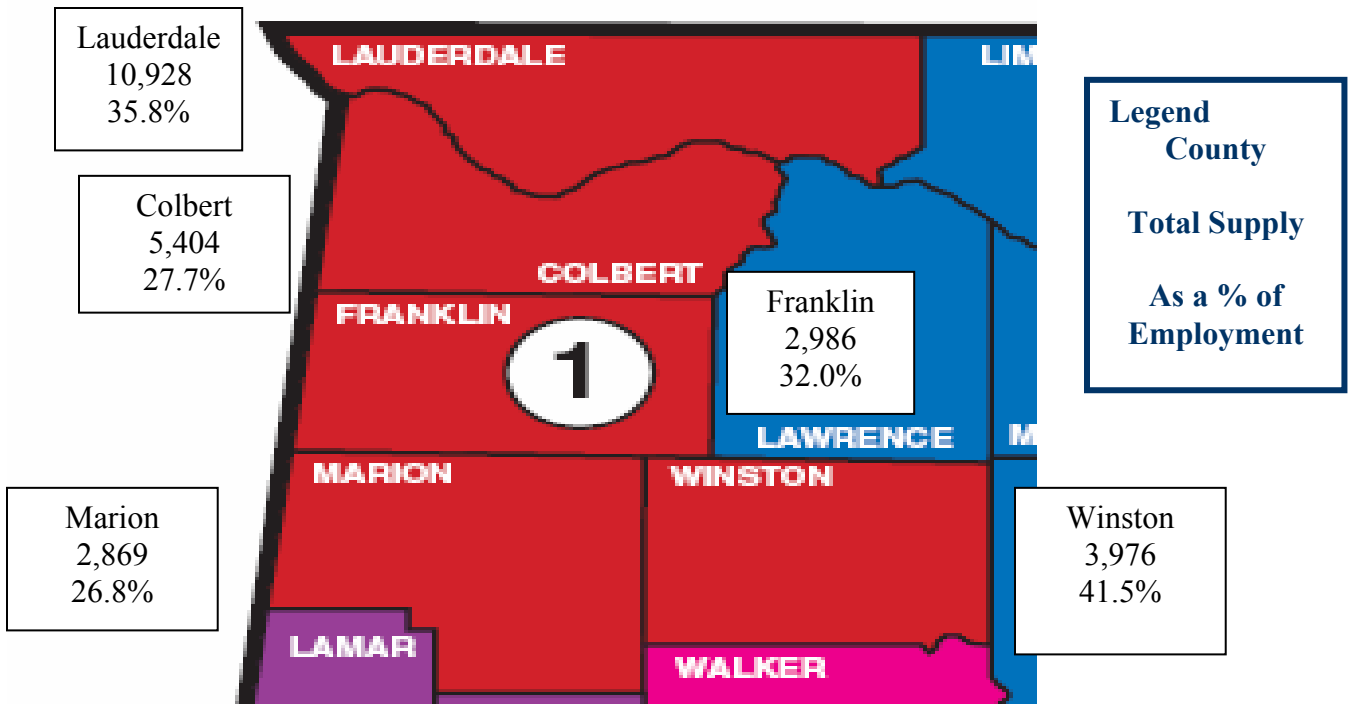 Lauderdale
10,928
35.8%
LAUDERDALE
LIM
Legend
County
Total Supply
As a % of
Employment
Colbert
5,404
27.7%
COLBERT
FRANKLIN
1
Franklin
2,986
32.0%
LAWRENCE
M
MARION
WINSTON
Marion
2,869
26.8%
Winston
3,976
41.5%
LAMAR
WALKER